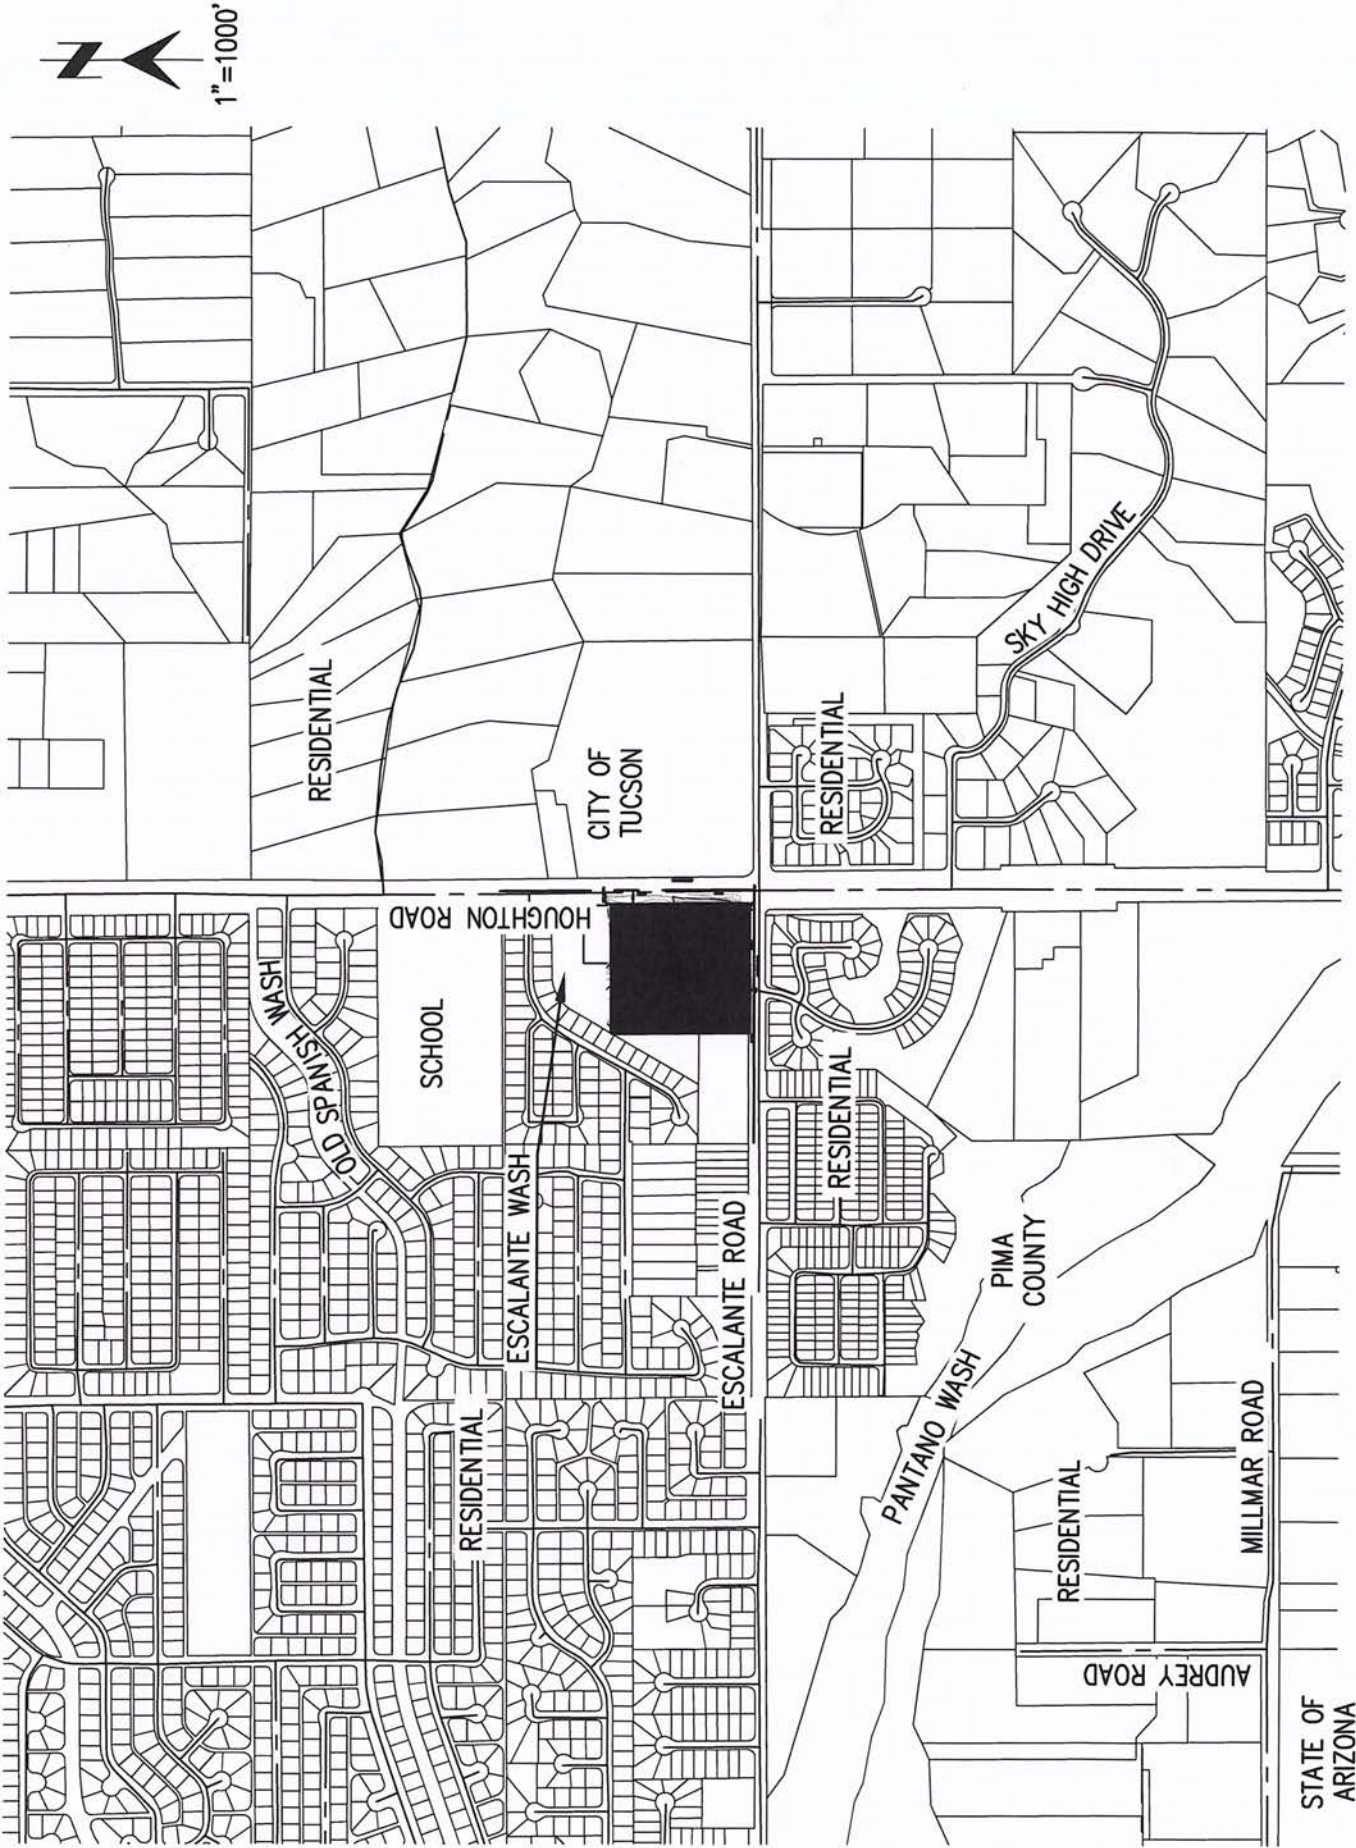 N
1"=1000'
OLD SPANISH WASH
RESIDENTIAL
SCHOOL
HOUGHTON ROAD
RESIDENTIAL
ESCALANTE WASH
CITY OF
TUCSON
ESCALANTE ROAD
RESIDENTIAL
RESIDENTIAL
PANTANO WASH
PIMA
COUNTY
SKY HIGH DRIVE
RESIDENTIAL
AUDREY ROAD
MILLMAR ROAD
STATE OF
ARIZONA